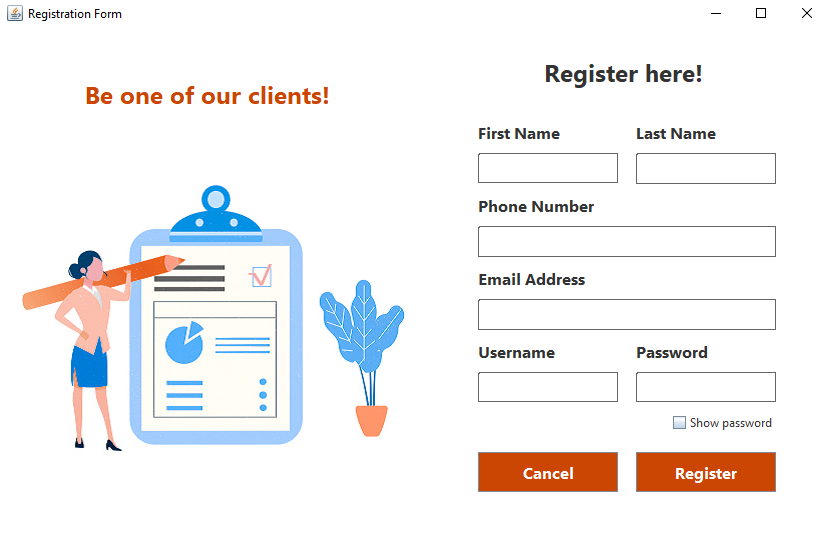 Registration Form
Be one of our clients!
Register here!
First Name Last Name
Phone Number
Email Address
Username Password
Show password
Cancel Register